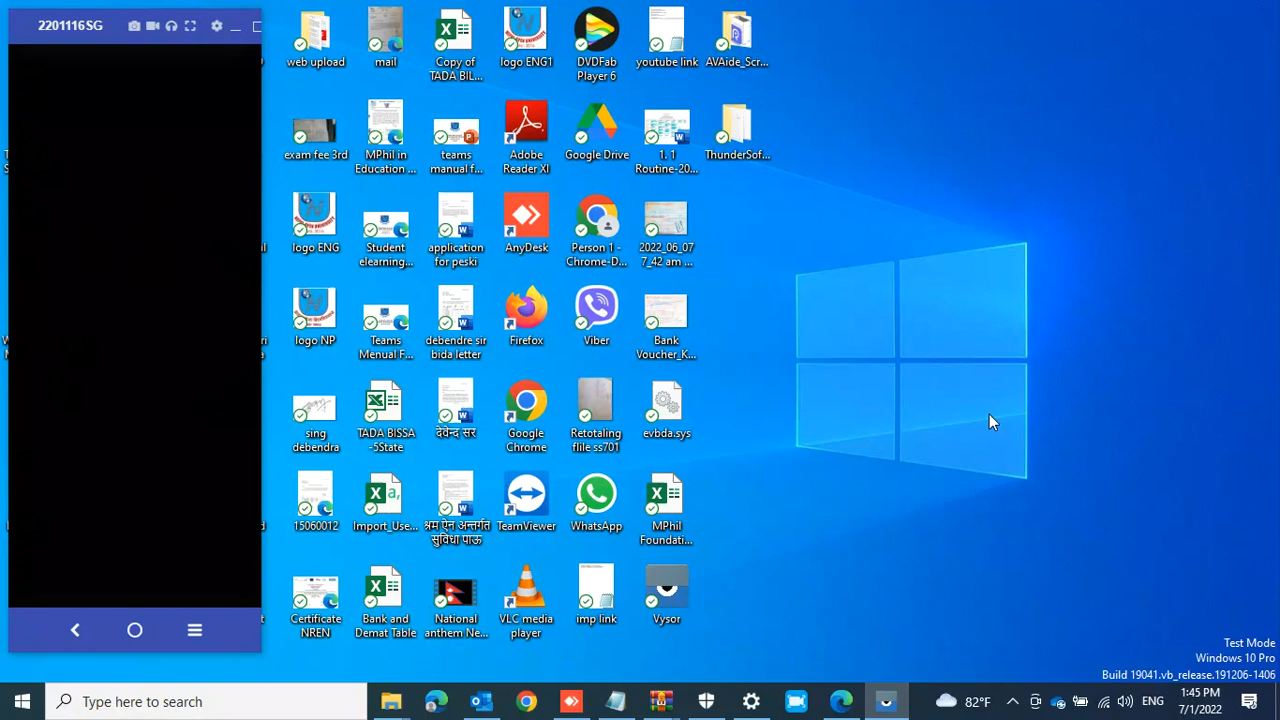 2201116SG
web upload
mail
Copy of
TADA BIL...
logo ENG1
DVDFab
Player 6
youtube link
AVAide_Scr...
exam fee 3rd
MPhil in
Education ...
teams
manual f...
Adobe
Reader XI
Google Drive
1. 1
Routine-20...
ThunderSof...
logo ENG
Student
elearning...
application
for peski
AnyDesk
Person 1 -
Chrome-D...
2022_06_07
7_42 am ...
logo NP
Teams
Menual F...
debendre sir
bida letter
Firefox
Viber
Bank
Voucher_K...
sing
debendra
TADA BISSA
-5State
देवेन्द सर
Google
Chrome
Retotaling
flile ss701
evbda.sys
15060012
Import_Use...
श्रम ऐन अन्तर्गत
सुविधा पाऊ
TeamViewer
WhatsApp
MPhil
Foundati...
Certificate
NREN
Bank and
Demat Table
National
anthem Ne...
VLC media
player
imp link
Vysor
Test Mode
Windows 10 Pro
Build 19041.vb_release.191206-1406
Type here to search
82°F
ENG
1:45 PM
7/1/2022